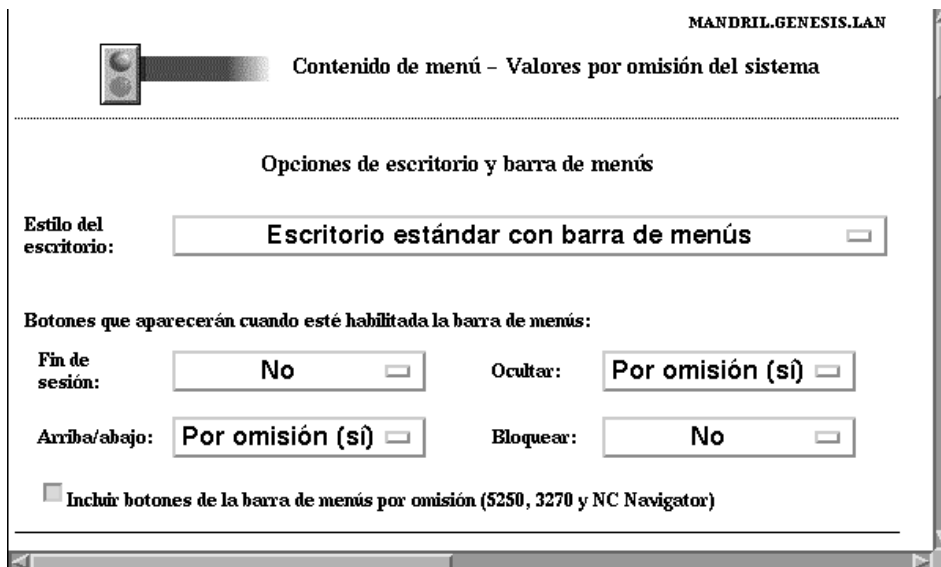 MANDRIL.GENESIS.LAN
Contenido de menú – Valores por omisión del sistema
Opciones de escritorio y barra de menús
Estilo del
escritorio:
Escritorio estándar con barra de menús
Botones que aparecerán cuando esté habilitada la barra de menús:
Fin de
sesión:
No
Ocultar:
Por omisión (sí)
Arriba/abajo:
Por omisión (sí)
Bloquear:
No
Incluir botones de la barra de menús por omisión (5250, 3270 y NC Navigator)